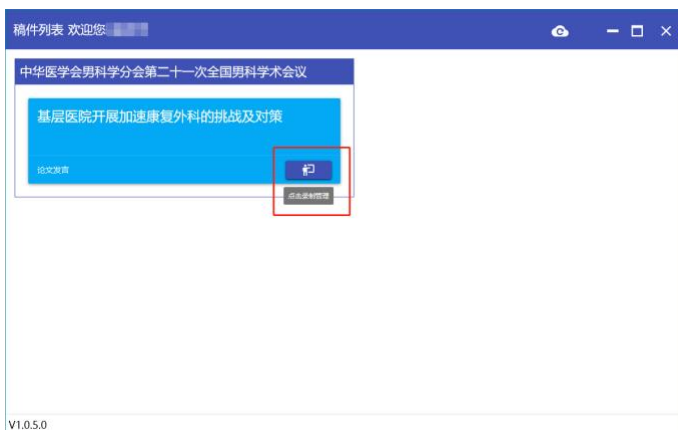 稿件列表 欢迎您
中华医学会男科学分会第二十一次全国男科学术会议
基层医院开展加速康复外科的挑战及对策
论文发言
点击录制管理
V1.0.5.0